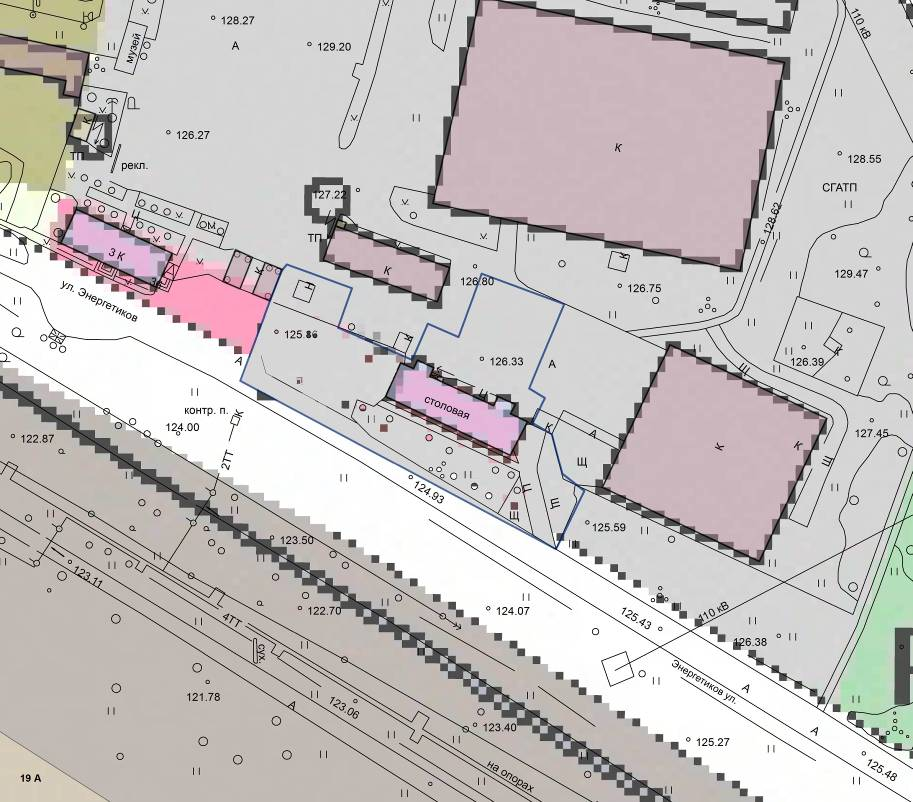 128.27
А
129.20
110 кВ
музей
К
Р
126.27
К
128.55
ТП
рекл.
СГАТП
127.22
128.62
ТП
3 К
К
К
К
126.80
129.47
К
126.75
ул. Энергетиков
125.86
К
А
126.33
А
126.39
К
Щ
столовая
контр. п.
К
124.00
122.87
К
А
К
К
127.45
2ТТ
Щ
Щ
124.93
Щ
125.59
123.50
123.11
122.70
124.07
4ТТ
125.43
110 кВ
126.38
сух.
121.78
А
123.06
Энергетиков ул.
А
123.40
А
125.27
125.48
на опорах
19 А